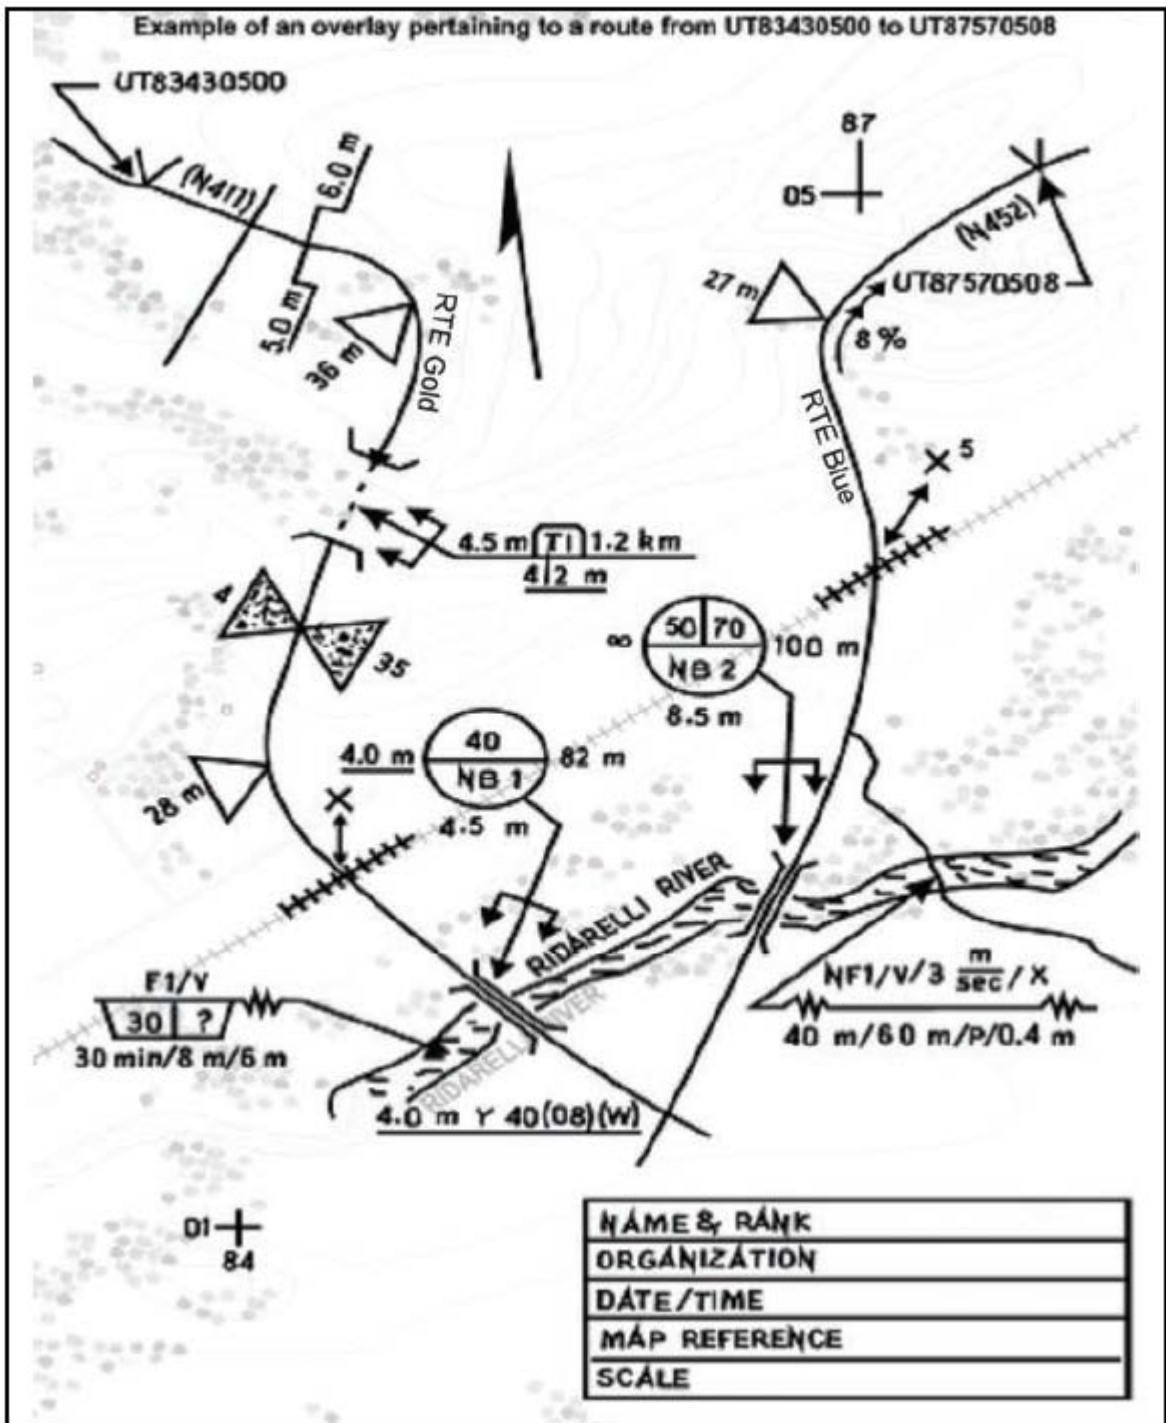 Example of an overlay pertaining to a route from UT83430500 to UT87570508
UT83430500
(N411)
6.0 m
5.0 m
36 m
RTE Gold
87
05
(N452)
UT87570508
27 m
8 %
RTE Blue
5
4.5 m T1 1.2 km
4.2 m
4
35
50 70
∞ NB 2 100 m
8.5 m
40
4.0 m NB 1 82 m
4.5 m
28 m
RIDARELLI RIVER
RIDARELLI RIVER
F1/Y
30 ?
30 min/8 m/6 m
NF1/V/3 m/sec/X
40 m/60 m/P/0.4 m
4.0 m Y 40(08)(W)
01
84
NAME & RANK
ORGANIZATION
DATE/TIME
MAP REFERENCE
SCALE